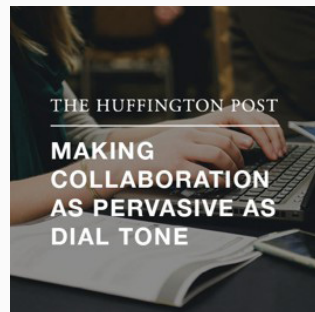 THE HUFFINGTON POST
MAKING
COLLABORATION
AS PERVASIVE AS
DIAL TONE